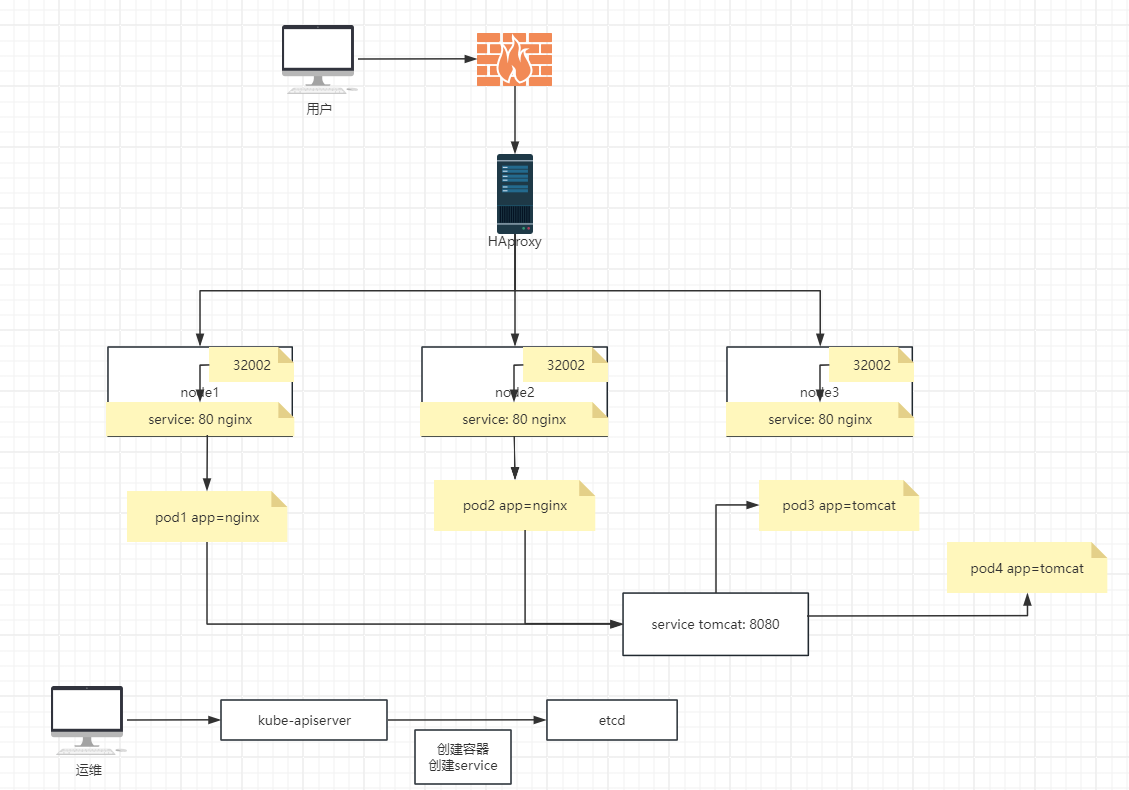 用户
HAproxy
32002
32002
32002
node1
node2
node3
service: 80 nginx
service: 80 nginx
service: 80 nginx
pod1 app=nginx
pod2 app=nginx
pod3 app=tomcat
pod4 app=tomcat
service tomcat: 8080
kube-apiserver
etcd
创建容器
创建service
运维